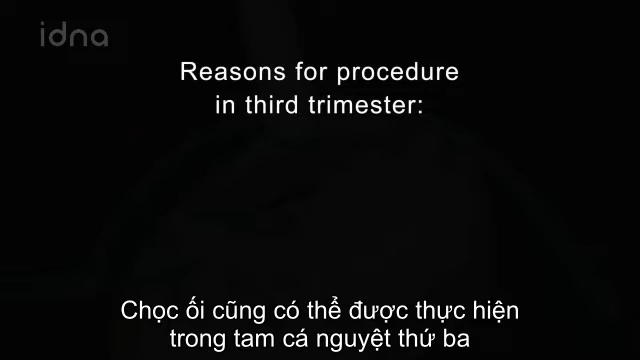 idna
Reasons for procedure
in third trimester:
Chọc ối cũng có thể được thực hiện
trong tam cá nguyệt thứ ba